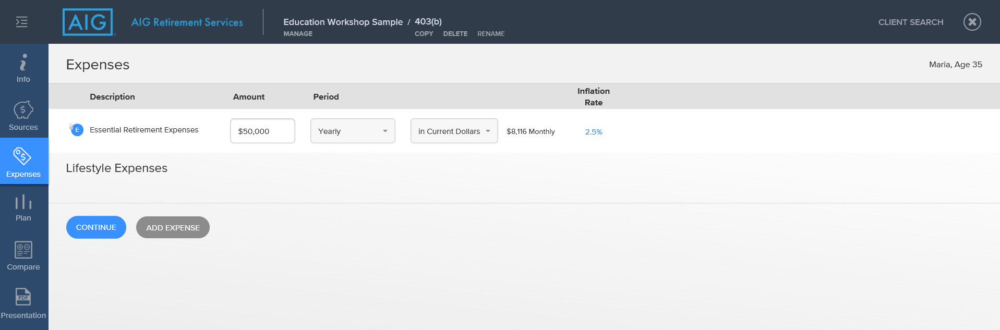 AIG
AIG Retirement Services
Education Workshop Sample / 403(b)
MANAGE
COPY DELETE RENAME
CLIENT SEARCH
Info
Sources
Expenses
Plan
Compare
PDF
Presentation
Expenses
Maria, Age 35
Description Amount Period Inflation
Rate
E Essential Retirement Expenses $50,000 Yearly in Current Dollars $8,116 Monthly 2.5%
Lifestyle Expenses
CONTINUE ADD EXPENSE